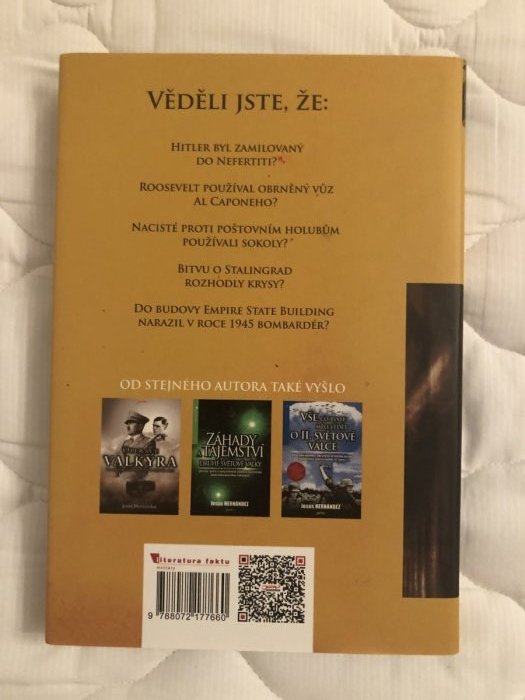 VĚDĚLI JSTE, ŽE:
HITLER BYL ZAMILOVANÝ
DO NEFERTITI?
ROOSEVELT POUŽÍVAL OBRNĚNÝ VŮZ
AL CAPONEHO?
NACISTÉ PROTI POŠTOVNÍM HOLUBŮM
POUŽÍVALI SOKOLY?
BITVU O STALINGRAD
ROZHODLY KRYSY?
DO BUDOVY EMPIRE STATE BUILDING
NARAZIL V ROCE 1945 BOMBARDÉR?
OD STEJNÉHO AUTORA TAKÉ VYŠLO
OPERACE
VALKÝRA
ZÁHADY
A TAJEMSTVÍ
DRUHÉ SVĚTOVÉ VÁLKY
JESÚS HERNÁNDEZ
VŠE
O II. SVĚTOVÉ
VÁLCE
JESÚS HERNÁNDEZ
literatura faktu
9 788072 177660